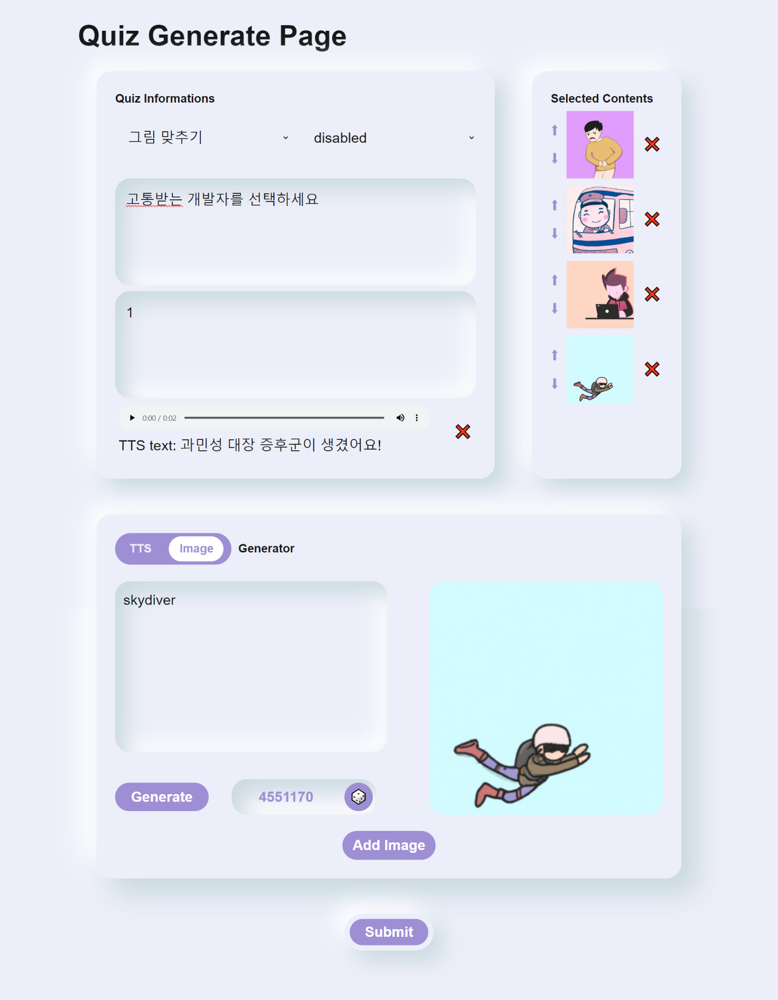 Quiz Generate Page
Quiz Informations
그림 맞추기
disabled
고통받는 개발자를 선택하세요
1
0:00 / 0:02
TTS text: 과민성 대장 증후군이 생겼어요!
Selected Contents
TTS
Image
Generator
skydiver
Generate
4551170
Add Image
Submit